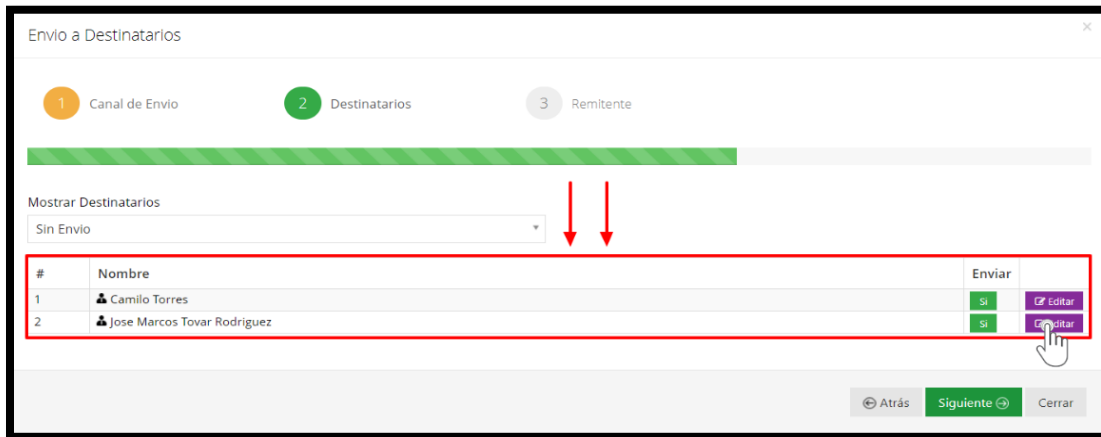 Envio a Destinatarios
×
1 Canal de Envio 2 Destinatarios 3 Remitente
Mostrar Destinatarios
Sin Envio
# Nombre Enviar
1 Camilo Torres Si Editar
2 Jose Marcos Tovar Rodriguez Si Editar
Atrás Siguiente Cerrar